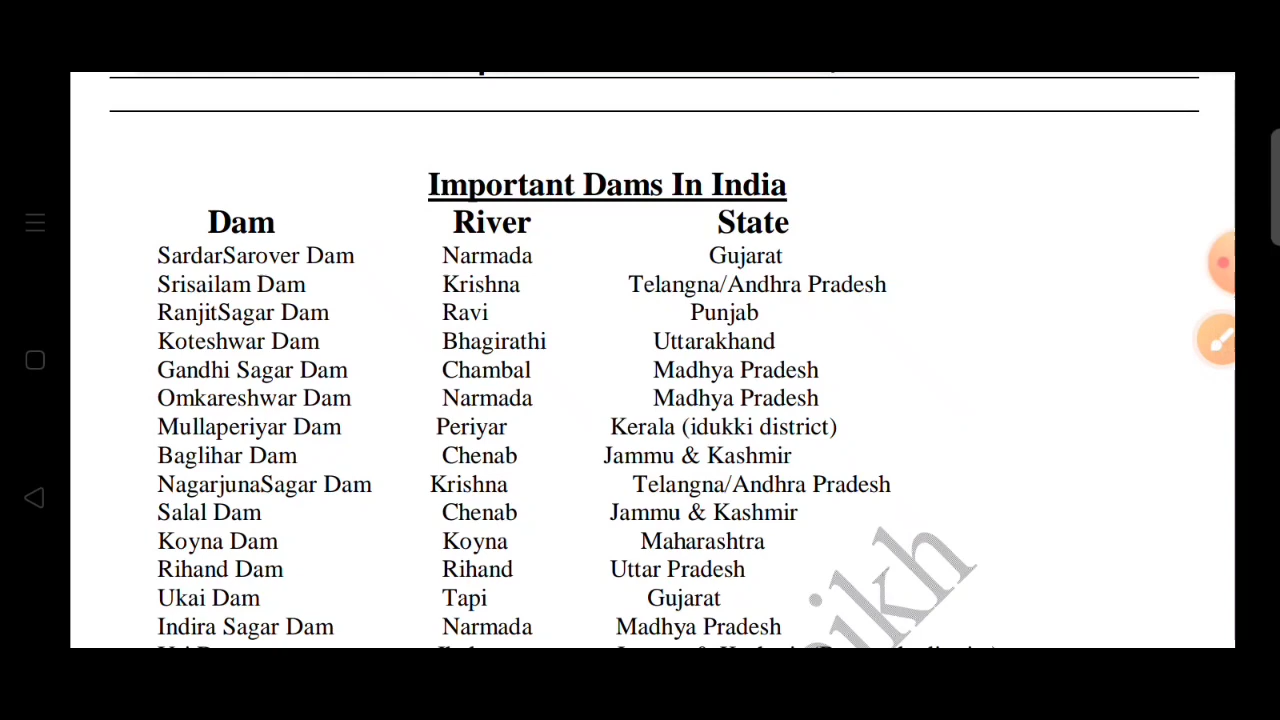 Important Dams In India
Dam River State
SardarSarover Dam Narmada Gujarat
Srisailam Dam Krishna Telangna/Andhra Pradesh
RanjitSagar Dam Ravi Punjab
Koteshwar Dam Bhagirathi Uttarakhand
Gandhi Sagar Dam Chambal Madhya Pradesh
Omkareshwar Dam Narmada Madhya Pradesh
Mullaperiyar Dam Periyar Kerala (idukki district)
Baglihar Dam Chenab Jammu & Kashmir
NagarjunaSagar Dam Krishna Telangna/Andhra Pradesh
Salal Dam Chenab Jammu & Kashmir
Koyna Dam Koyna Maharashtra
Rihand Dam Rihand Uttar Pradesh
Ukai Dam Tapi Gujarat
Indira Sagar Dam Narmada Madhya Pradesh